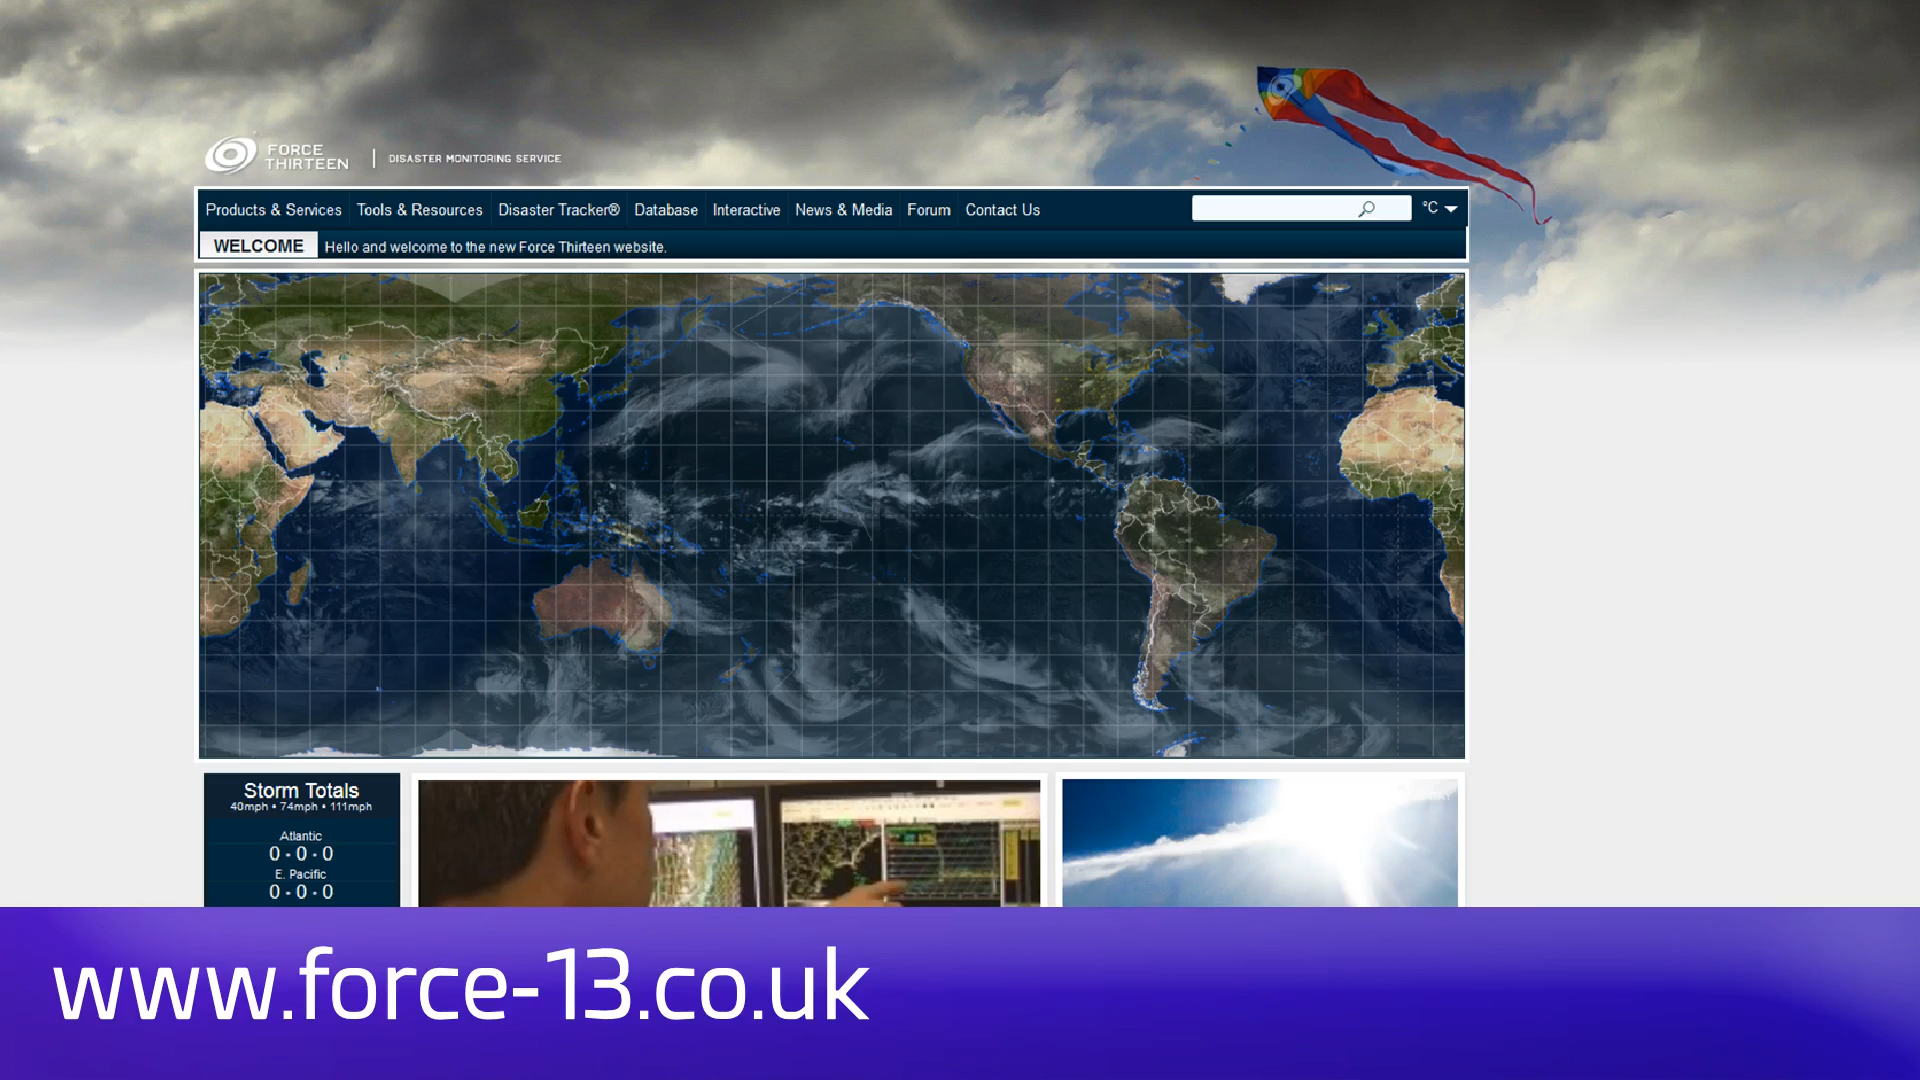 FORCE
THIRTEEN
DISASTER MONITORING SERVICE
Products & Services Tools & Resources Disaster Tracker® Database Interactive News & Media Forum Contact Us °C
WELCOME Hello and welcome to the new Force Thirteen website.
Storm Totals
40mph • 74mph • 111mph
Atlantic
0 - 0 - 0
E. Pacific
0 - 0 - 0
www.force-13.co.uk